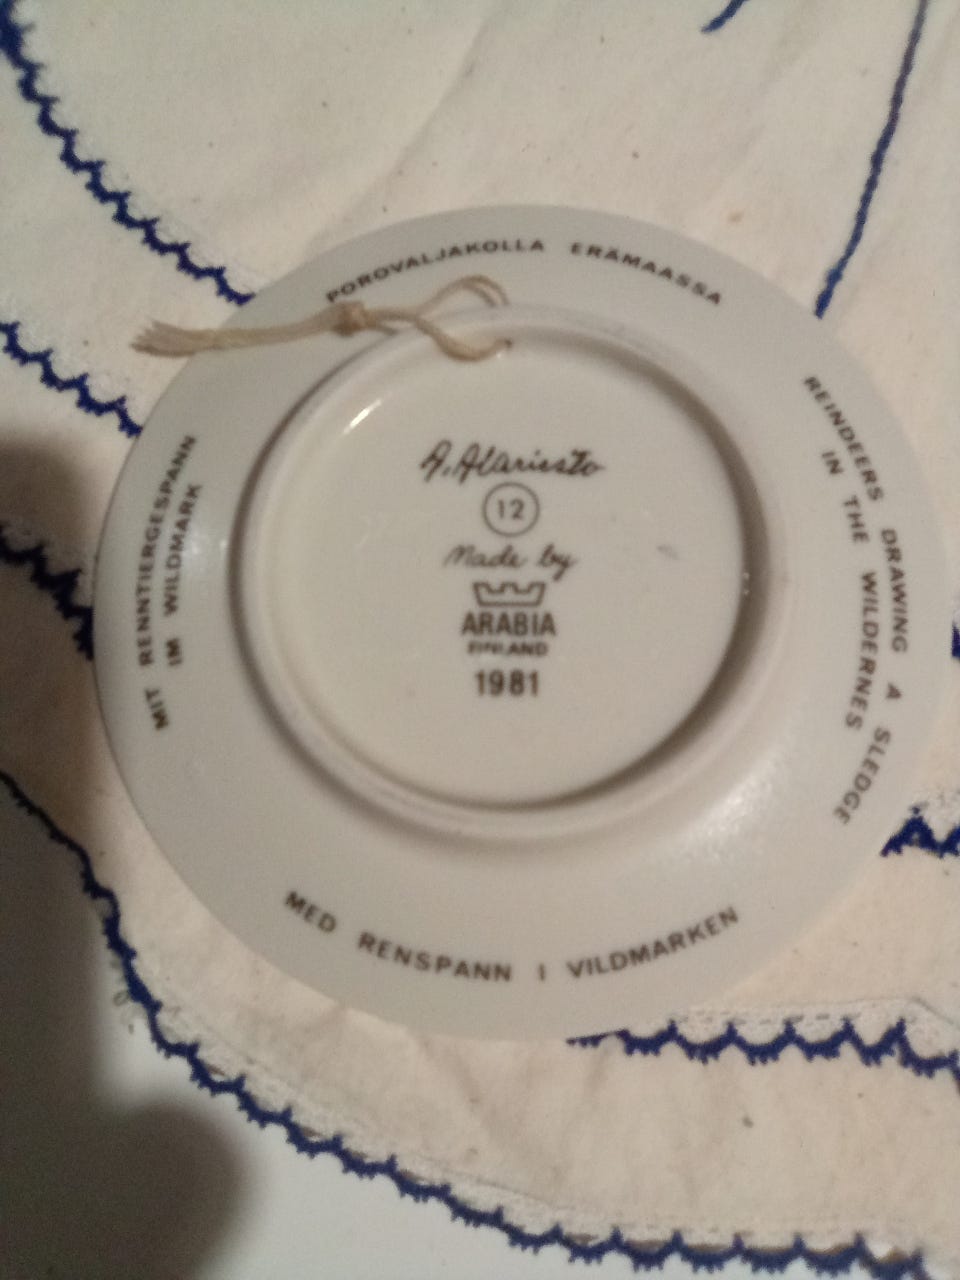 POROVALJAKOLLA ERÄMAASSA
REINDEERS DRAWING A SLEDGE
IN THE WILDERNES
MED RENSPANN I VILDMARKEN
MIT RENNTIERGESPANN
IM WILDMARK
A. Alariesto
12
Made by
ARABIA
FINLAND
1981